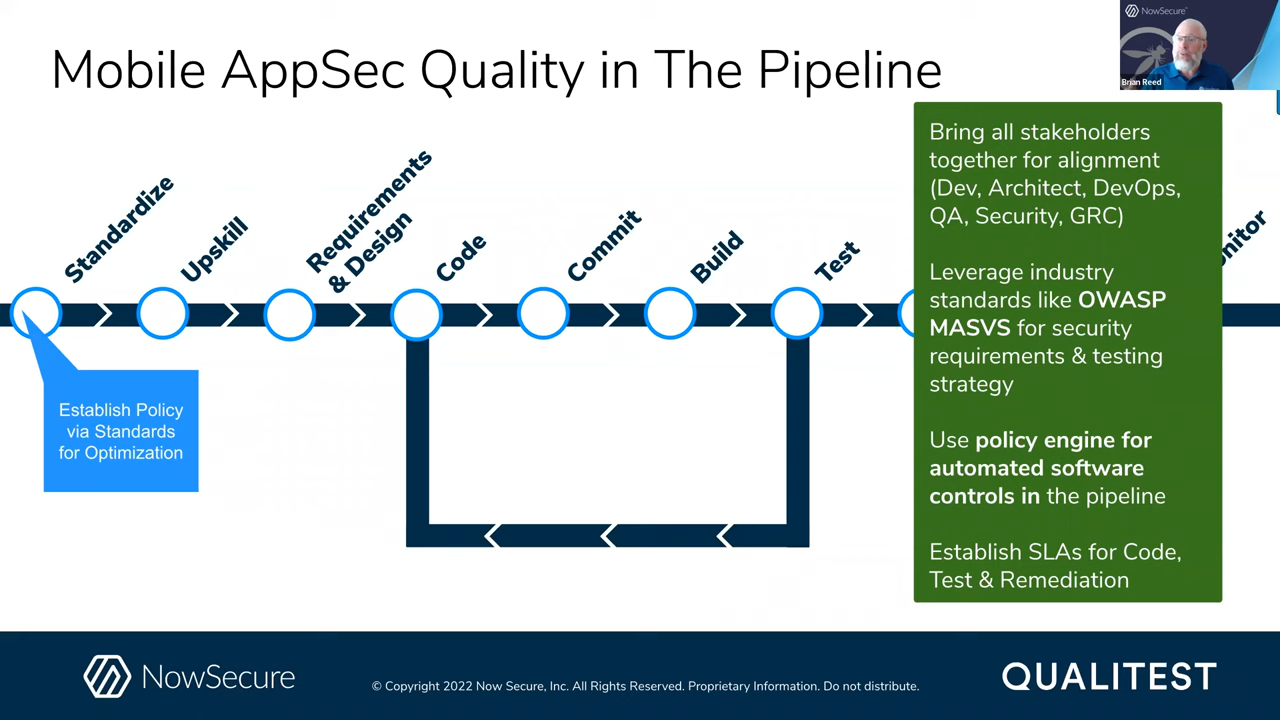 Mobile AppSec Quality in The Pipeline
NowSecure
Brian Reed
Standardize
Upskill
Requirements
& Design
Code
Commit
Build
Test
nitor
Establish Policy
via Standards
for Optimization
Bring all stakeholders
together for alignment
(Dev, Architect, DevOps,
QA, Security, GRC)
Leverage industry
standards like OWASP
MASVS for security
requirements & testing
strategy
Use policy engine for
automated software
controls in the pipeline
Establish SLAs for Code,
Test & Remediation
NowSecure
© Copyright 2022 Now Secure, Inc. All Rights Reserved. Proprietary Information. Do not distribute.
QUALITEST